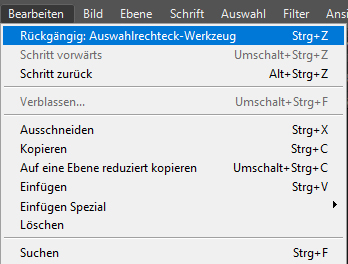 Bearbeiten Bild Ebene Schrift Auswahl Filter
Rückgängig: Auswahlrechteck-Werkzeug Strg+Z
Schritt vorwärts Umschalt+Strg+Z
Schritt zurück Alt+Strg+Z
Verblassen... Umschalt+Strg+F
Ausschneiden Strg+X
Kopieren Strg+C
Auf eine Ebene reduziert kopieren Umschalt+Strg+C
Einfügen Strg+V
Einfügen Spezial
Löschen
Suchen Strg+F